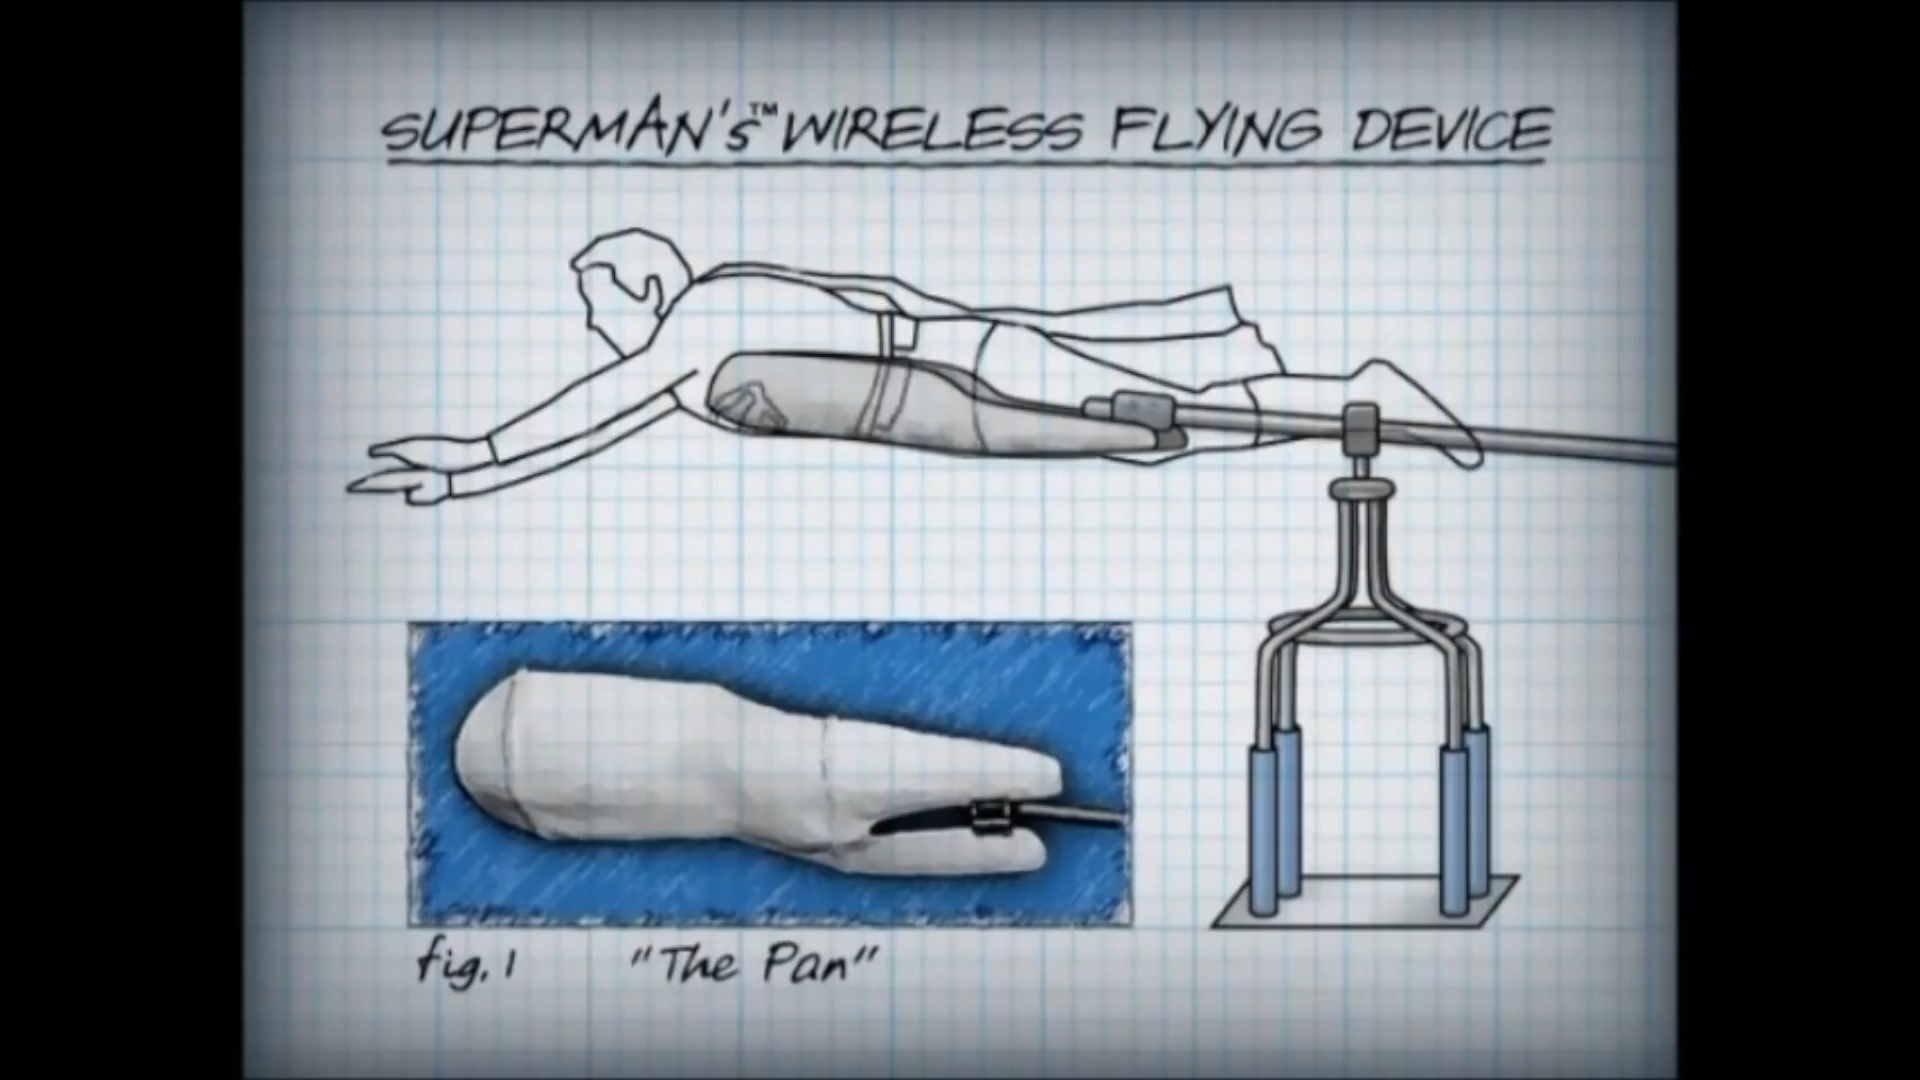 SUPERMAN's™ WIRELESS FLYING DEVICE
fig. 1 "The Pan"